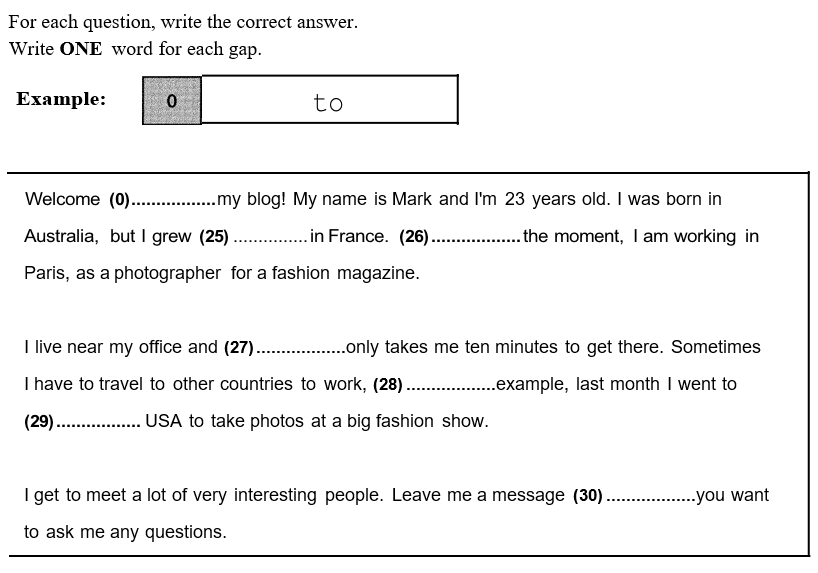 For each question, write the correct answer.
Write ONE word for each gap.
Example: 0 to
Welcome (0).................my blog! My name is Mark and I'm 23 years old. I was born in
Australia, but I grew (25) ............... in France. (26)..................the moment, I am working in
Paris, as a photographer for a fashion magazine.
I live near my office and (27)..................only takes me ten minutes to get there. Sometimes
I have to travel to other countries to work, (28) ..................example, last month I went to
(29)................. USA to take photos at a big fashion show.
I get to meet a lot of very interesting people. Leave me a message (30) ..................you want
to ask me any questions.